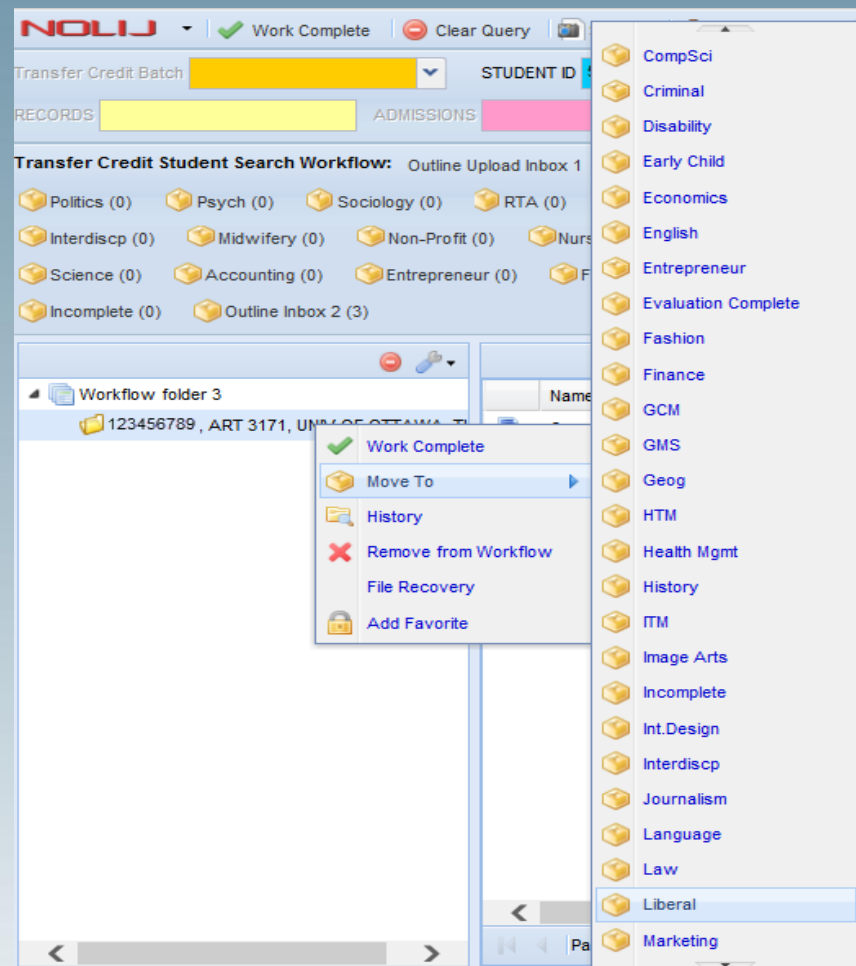 NOLIJ Work Complete Clear Query
Transfer Credit Batch STUDENT ID
RECORDS ADMISSIONS
Transfer Credit Student Search Workflow: Outline Upload Inbox 1
Politics (0) Psych (0) Sociology (0) RTA (0)
Interdiscp (0) Midwifery (0) Non-Profit (0)
Science (0) Accounting (0) Entrepreneur (0)
Incomplete (0) Outline Inbox 2 (3)
Workflow folder 3
123456789, ART 3171,
Name
Work Complete
Move To
History
Remove from Workflow
File Recovery
Add Favorite
CompSci
Criminal
Disability
Early Child
Economics
English
Entrepreneur
Evaluation Complete
Fashion
Finance
GCM
GMS
Geog
HTM
Health Mgmt
History
ITM
Image Arts
Incomplete
Int.Design
Interdiscp
Journalism
Language
Law
Liberal
Marketing